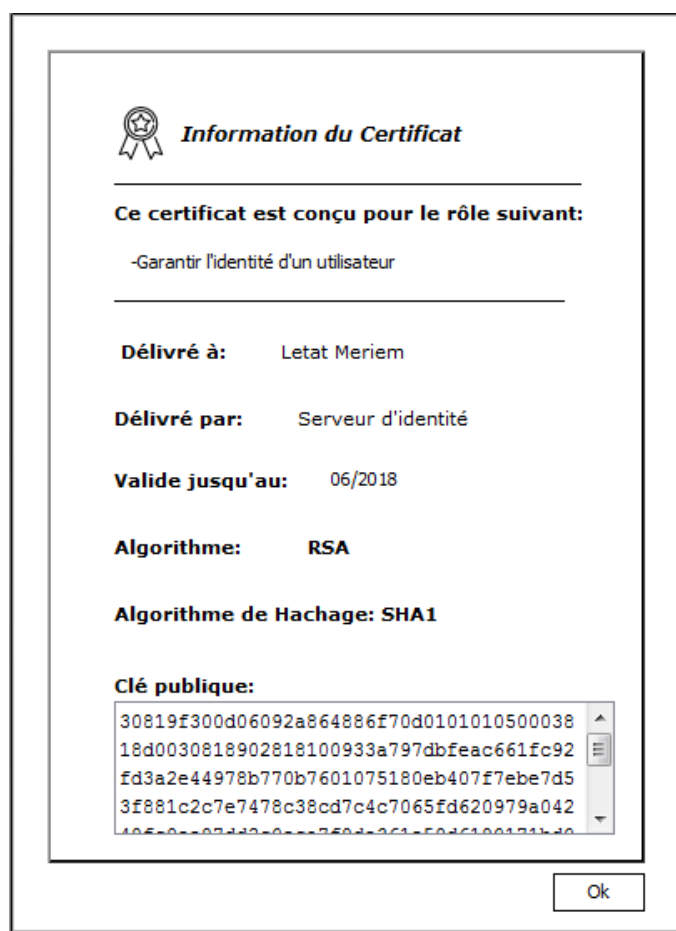 Information du Certificat
Ce certificat est conçu pour le rôle suivant:
-Garantir l'identité d'un utilisateur
Délivré à: Letat Meriem
Délivré par: Serveur d'identité
Valide jusqu'au: 06/2018
Algorithme: RSA
Algorithme de Hachage: SHA1
Clé publique:
30819f300d06092a864886f70d0101010500038
18d0030818902818100933a797dbfeac661fc92
fd3a2e44978b770b7601075180eb407f7ebe7d5
3f881c2c7e7478c38cd7c4c7065fd620979a042
Ok